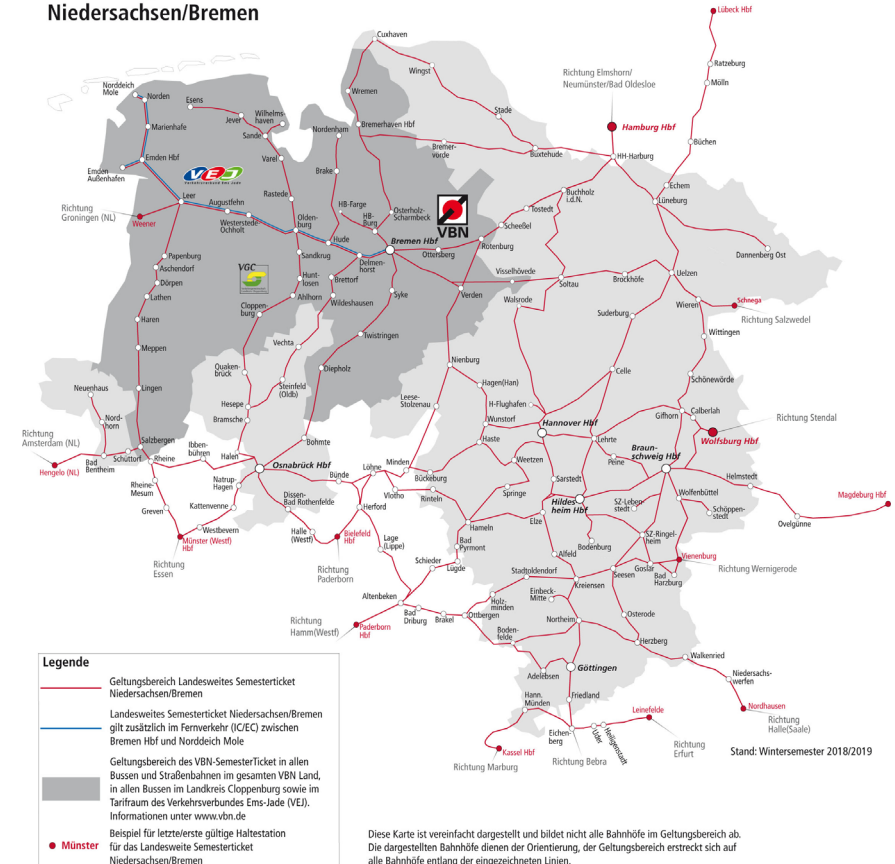 Niedersachsen/Bremen
Lübeck Hbf
Cuxhaven
Wingst
Ratzeburg
Richtung Elmshorn/
Neumünster/Bad Oldesloe
Mölln
Norddeich
Mole
Norden
Esens
Wremen
Stade
Jever
Wilhelms-
haven
Marienhafe
Sande
Nordenham
Bremerhaven Hbf
Hamburg Hbf
Bremer-
vörde
Buxtehude
Büchen
HH-Harburg
Emden Hbf
Emden
Außenhafen
VEJ
Verkehrsverbund Ems Jade
Varel
Brake
Echem
Leer
Augustfehn
Rastede
HB-Farge
HB-
Burg
Osterholz-
Scharmbeck
VBN
Buchholz
i.d.N.
Lüneburg
Richtung
Groningen (NL)
Weener
Westerstede-
Ocholt
Olden-
burg
Tostedt
Scheeßel
Hude
Bremen Hbf
Ottersberg
Rotenburg
Dannenberg Ost
Papenburg
Aschendorf
Dörpen
Lathen
VGC
Sandkrug
Hunt-
losen
Ahlhorn
Delmen-
horst
Brettorf
Wildeshausen
Syke
Verden
Visselhövede
Soltau
Brockhöfe
Uelzen
Walsrode
Wieren
Schnega
Richtung Salzwedel
Haren
Cloppen-
burg
Suderburg
Wittingen
Meppen
Vechta
Twistringen
Quaken-
brück
Diepholz
Nienburg
Celle
Schönewörde
Neuenhaus
Lingen
Steinfeld
(Oldb)
Hagen(Han)
Leese-
Stolzenau
H-Flughafen
Hesepe
Bramsche
Nord-
horn
Wunstorf
Hannover Hbf
Gifhorn
Calberlah
Richtung Stendal
Wolfsburg Hbf
Richtung
Amsterdam (NL)
Salzbergen
Bohmte
Haste
Lehrte
Braun-
schweig Hbf
Hengelo (NL)
Bad
Bentheim
Schüttorf
Rheine
Ibben-
büren
Halen
Osnabrück Hbf
Löhne
Minden
Weetzen
Peine
Bünde
Bückeburg
Sarstedt
Helmstedt
Rheine-
Mesum
Natrup-
Hagen
Dissen-
Bad Rothenfelde
Vlotho
Rinteln
Springe
Hildes-
heim Hbf
SZ-Leben-
stedt
Wolfenbüttel
Magdeburg Hbf
Greven
Kattenvenne
Herford
Schöppen-
stedt
Ovelgünne
Westbevern
Halle
(Westf)
Hameln
Elze
Münster (Westf)
Hbf
Bielefeld
Hbf
Lage
(Lippe)
Bad
Pyrmont
Bodenburg
SZ-Ringel-
heim
Richtung
Essen
Richtung
Paderborn
Schieder
Lügde
Alfeld
Vienenburg
Richtung Wernigerode
Stadtoldendorf
Goslar
Seesen
Bad
Harzburg
Kreiensen
Altenbeken
Einbeck-
Mitte
Holz-
minden
Bad
Driburg
Brakel
Ottbergen
Richtung
Hamm(Westf)
Paderborn
Hbf
Northeim
Osterode
Boden-
felde
Herzberg
Walkenried
Adelebsen
Göttingen
Niedersachs-
werfen
Hann.
Münden
Friedland
Leinefelde
Nordhausen
Richtung
Halle(Saale)
Eichen-
berg
Uder
Heiligenstadt
Richtung
Erfurt
Kassel Hbf
Richtung Marburg
Richtung Bebra
Stand: Wintersemester 2018/2019
Legende
Geltungsbereich Landesweites Semesterticket
Niedersachsen/Bremen
Landesweites Semesterticket Niedersachsen/Bremen
gilt zusätzlich im Fernverkehr (IC/EC) zwischen
Bremen Hbf und Norddeich Mole
Geltungsbereich des VBN-SemesterTicket in allen
Bussen und Straßenbahnen im gesamten VBN Land,
in allen Bussen im Landkreis Cloppenburg sowie im
Tarifraum des Verkehrsverbundes Ems-Jade (VEJ).
Informationen unter www.vbn.de
Münster
Beispiel für letzte/erste gültige Haltestation
für das Landesweite Semesterticket
Niedersachsen/Bremen
Diese Karte ist vereinfacht dargestellt und bildet nicht alle Bahnhöfe im Geltungsbereich ab.
Die dargestellten Bahnhöfe dienen der Orientierung, der Geltungsbereich erstreckt sich auf
alle Bahnhöfe entlang der eingezeichneten Linien.